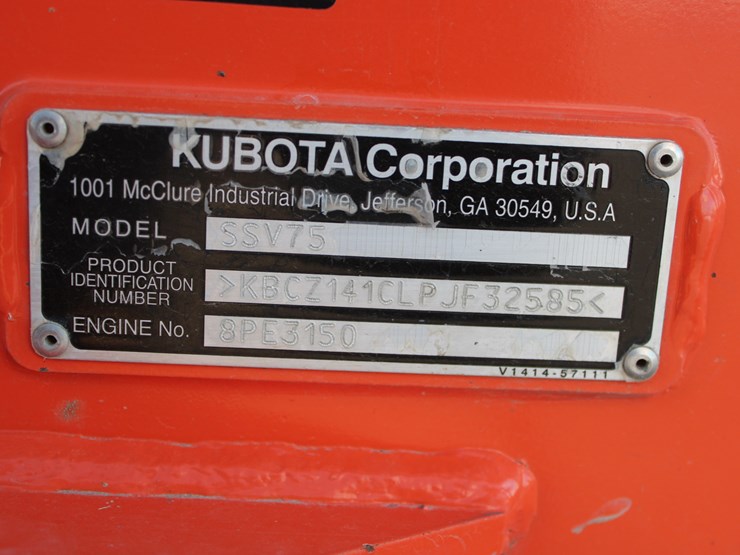 KUBOTA Corporation
1001 McClure Industrial Drive, Jefferson, GA 30549, U.S.A
MODEL SSV75
PRODUCT
IDENTIFICATION
NUMBER >KBCZ141CLPJF32585<
ENGINE No. 8PE3150
V1414-57111